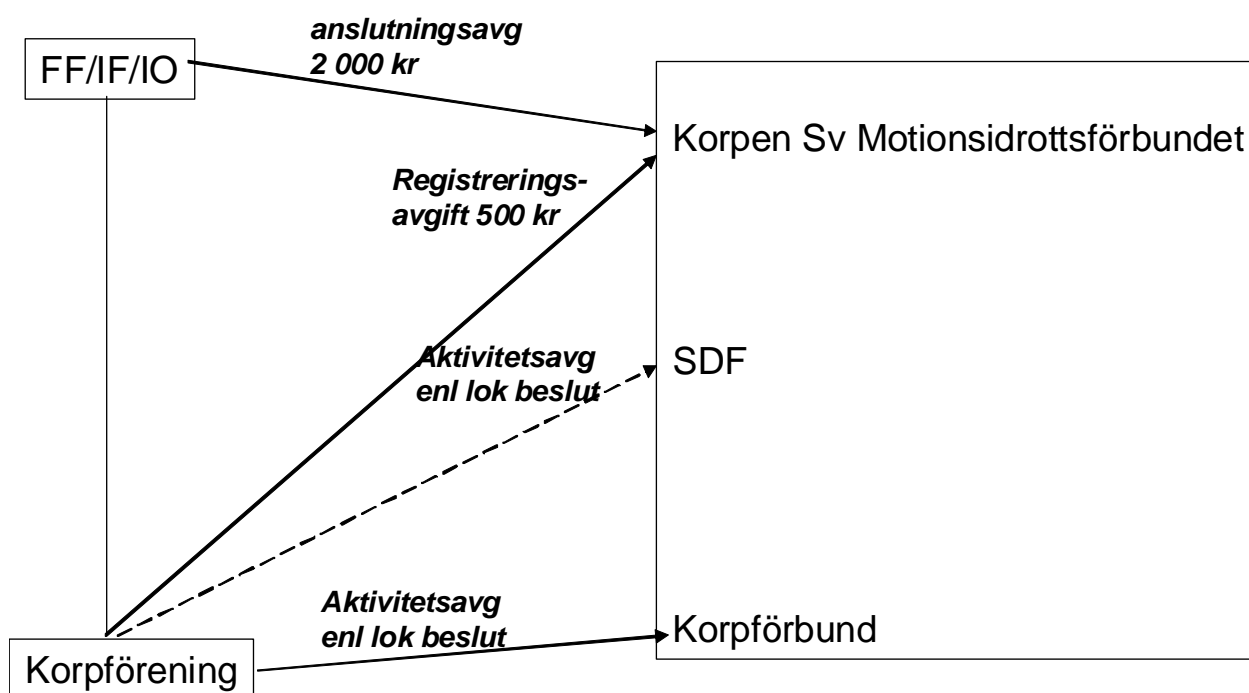 anslutningsavg
2 000 kr
FF/IF/IO
Korpen Sv Motionsidrottsförbundet
Registrerings-
avgift 500 kr
Aktivitetsavg
enl lok beslut
SDF
Aktivitetsavg
enl lok beslut
Korpförbund
Korpförening